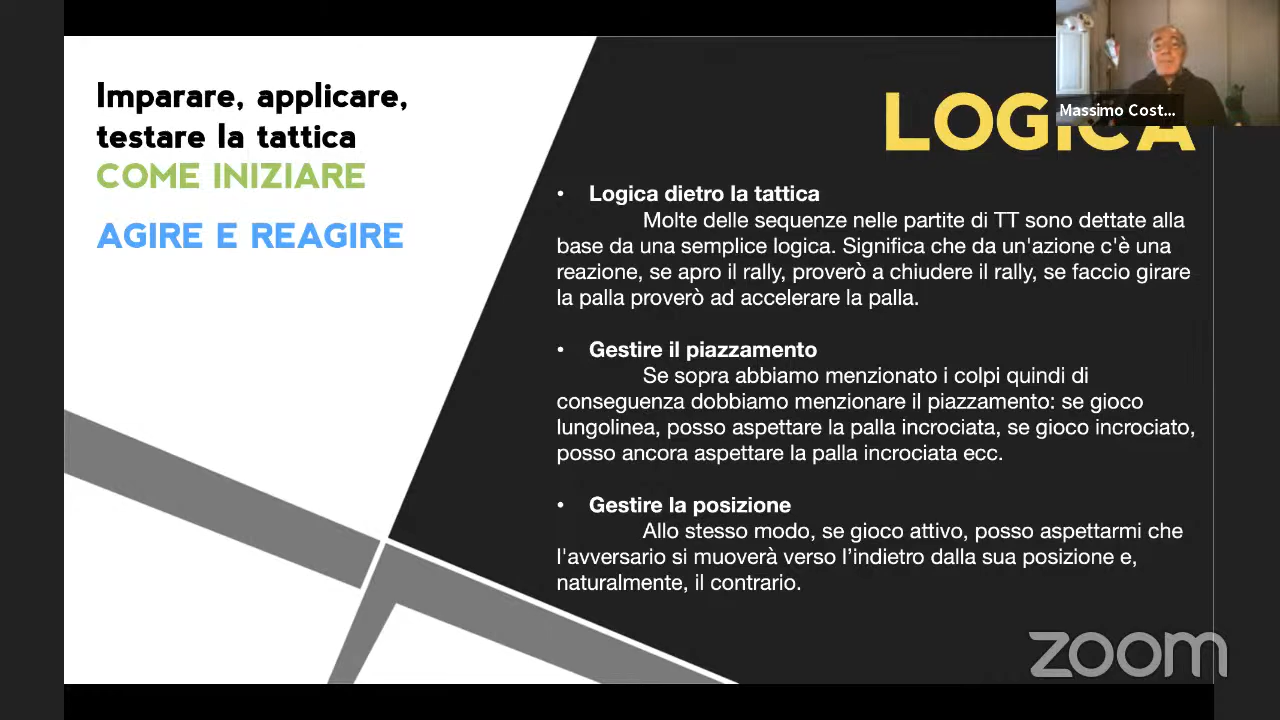 Imparare, applicare,
testare la tattica
COME INIZIARE
AGIRE E REAGIRE
LOGICA
Massimo Cost...
• Logica dietro la tattica
Molte delle sequenze nelle partite di TT sono dettate alla
base da una semplice logica. Significa che da un'azione c'è una
reazione, se apro il rally, proverò a chiudere il rally, se faccio girare
la palla proverò ad accelerare la palla.
• Gestire il piazzamento
Se sopra abbiamo menzionato i colpi quindi di
conseguenza dobbiamo menzionare il piazzamento: se gioco
lungolinea, posso aspettare la palla incrociata, se gioco incrociato,
posso ancora aspettare la palla incrociata ecc.
• Gestire la posizione
Allo stesso modo, se gioco attivo, posso aspettarmi che
l'avversario si muoverà verso l’indietro dalla sua posizione e,
naturalmente, il contrario.
zoom